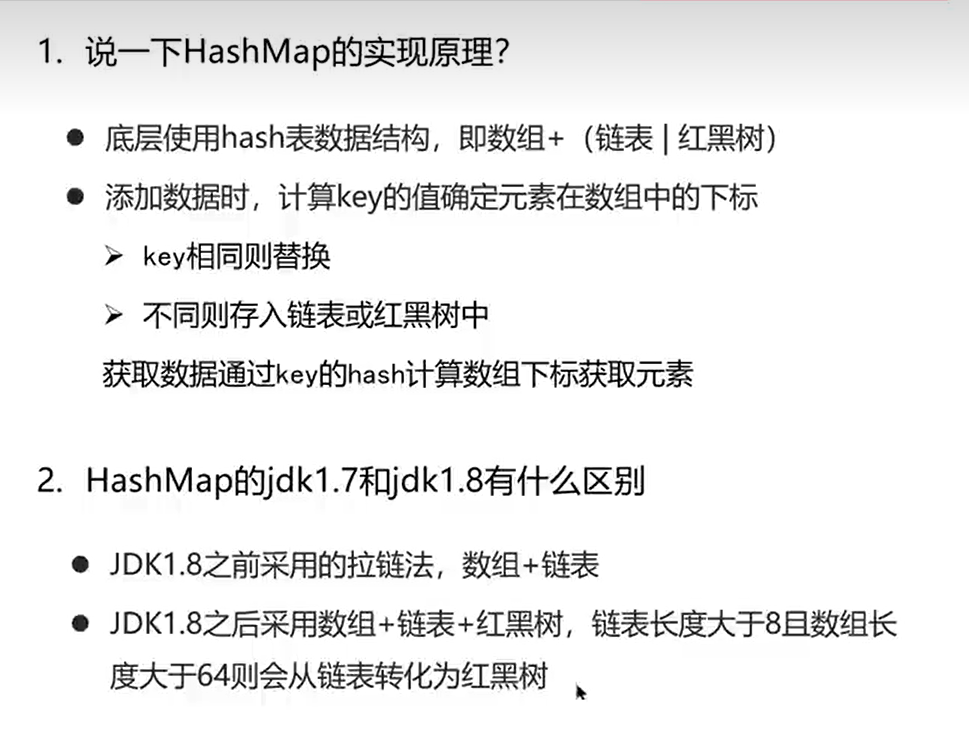 1. 说一下HashMap的实现原理？
● 底层使用hash表数据结构，即数组+（链表 | 红黑树）
● 添加数据时，计算key的值确定元素在数组中的下标
➢ key相同则替换
➢ 不同则存入链表或红黑树中
获取数据通过key的hash计算数组下标获取元素
2. HashMap的jdk1.7和jdk1.8有什么区别
● JDK1.8之前采用的拉链法，数组+链表
● JDK1.8之后采用数组+链表+红黑树，链表长度大于8且数组长
度大于64则会从链表转化为红黑树